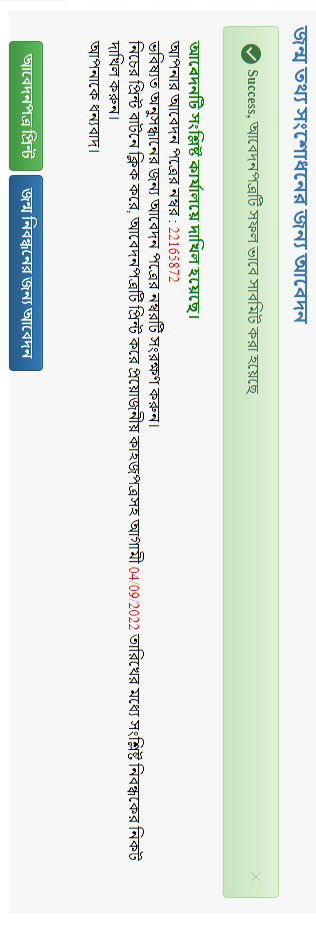 জন্ম তথ্য সংশোধনের জন্য আবেদন
Success, আবেদনপত্রটি সফল ভাবে সাবমিট করা হয়েছে
×
আবেদনটি সংশ্লিষ্ট কার্যালয়ে দাখিল হয়েছে।
আপনার আবেদন পত্রের নম্বর : 22165872
ভবিষ্যত অনুসন্ধানের জন্য আবেদন পত্রের নম্বরটি সংরক্ষণ করুন।
নিচের প্রিন্ট বাটনে ক্লিক করে, আবেদনপত্রটি প্রিন্ট করে প্রয়োজনীয় কাগজপত্রসহ আগামী 04/09/2022 তারিখের মধ্যে সংশ্লিষ্ট নিবন্ধকের নিকট
দাখিল করুন।
আপনাকে ধন্যবাদ।
আবেদনপত্র প্রিন্ট
জন্ম নিবন্ধনের জন্য আবেদন